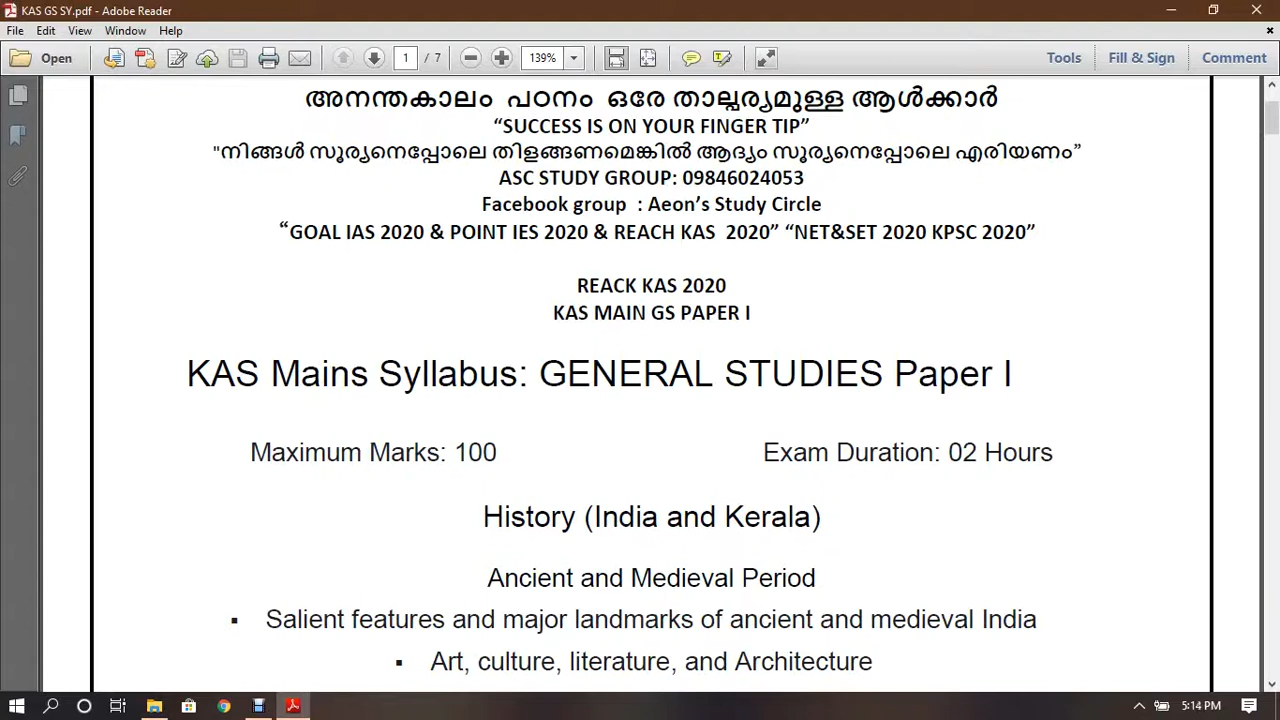 KAS GS SY.pdf - Adobe Reader
File Edit View Window Help
Open 1 / 7 139% Tools Fill & Sign Comment
അനന്തകാലം പഠനം ഒരേ താല്പര്യമുള്ള ആൾക്കാർ
“SUCCESS IS ON YOUR FINGER TIP”
"നിങ്ങൾ സൂര്യനെപ്പോലെ തിളങ്ങണമെങ്കിൽ ആദ്യം സൂര്യനെപ്പോലെ എരിയണം”
ASC STUDY GROUP: 09846024053
Facebook group : Aeon’s Study Circle
“GOAL IAS 2020 & POINT IES 2020 & REACH KAS 2020” “NET&SET 2020 KPSC 2020”
REACK KAS 2020
KAS MAIN GS PAPER I
KAS Mains Syllabus: GENERAL STUDIES Paper I
Maximum Marks: 100 Exam Duration: 02 Hours
History (India and Kerala)
Ancient and Medieval Period
▪ Salient features and major landmarks of ancient and medieval India
▪ Art, culture, literature, and Architecture
5:14 PM